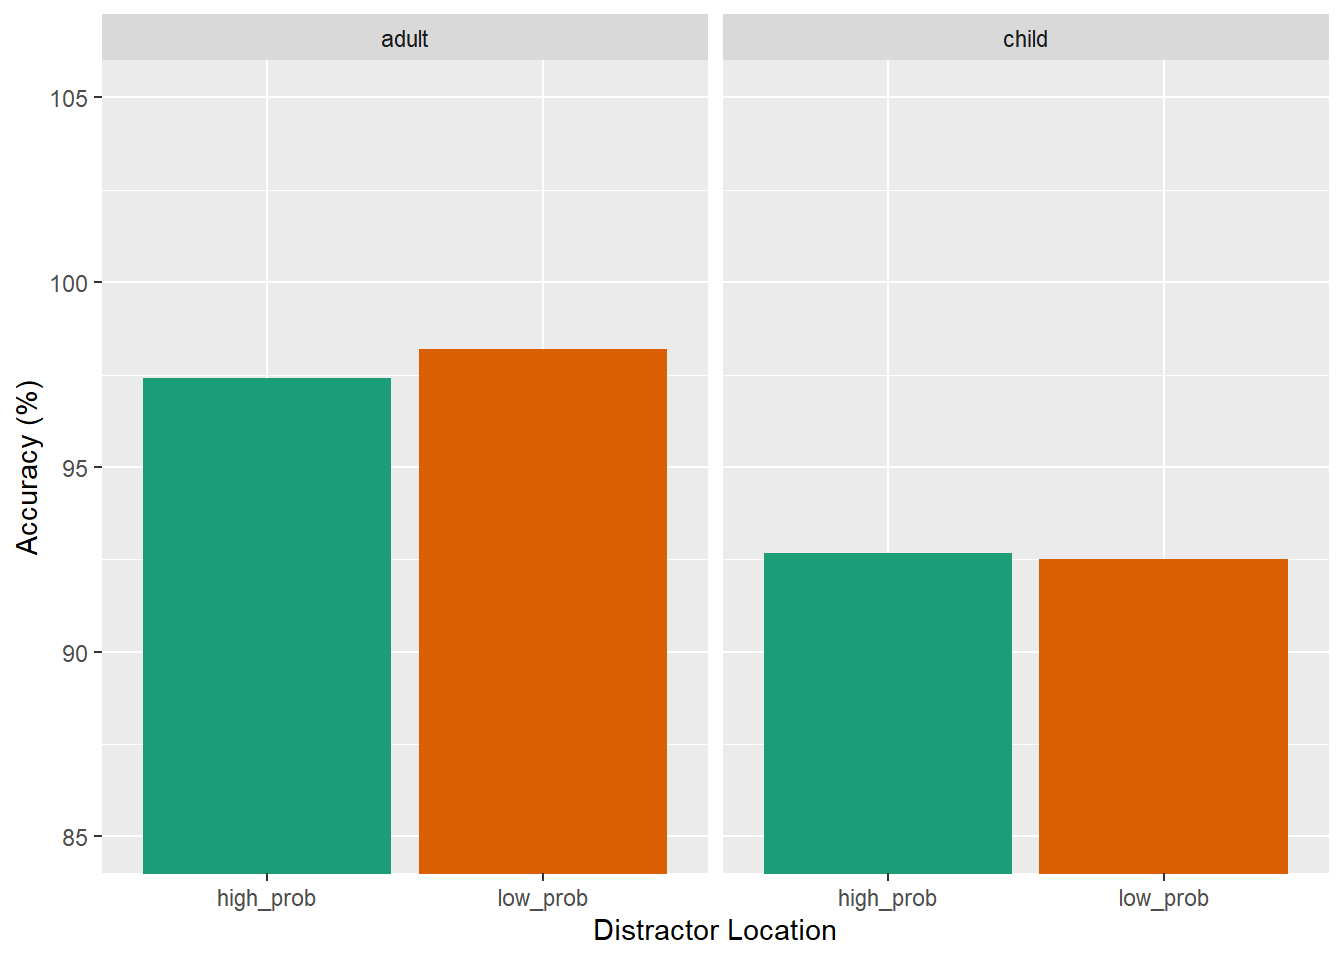 adult
child
105
100
95
90
85
Accuracy (%)
high_prob
low_prob
high_prob
low_prob
Distractor Location